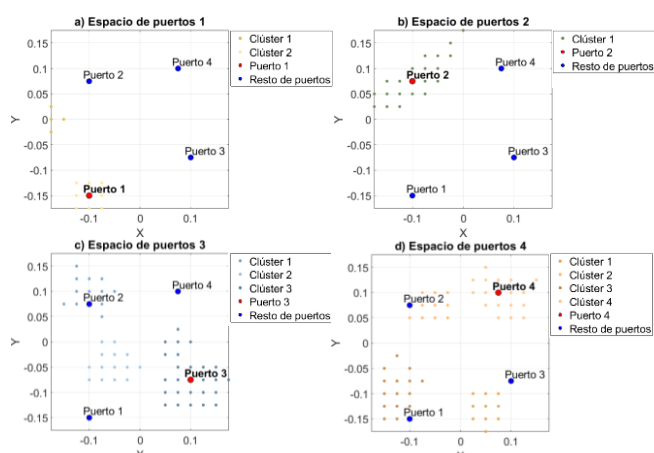 a) Espacio de puertos 1
0.15
0.1
0.05
0
-0.05
-0.1
-0.15
Y
-0.1
0
0.1
X
Puerto 2
Puerto 4
Puerto 3
Puerto 1
Clúster 1
Clúster 2
Puerto 1
Resto de puertos
b) Espacio de puertos 2
0.15
0.1
0.05
0
-0.05
-0.1
-0.15
Y
-0.1
0
0.1
X
Puerto 2
Puerto 4
Puerto 3
Puerto 1
Clúster 1
Puerto 2
Resto de puertos
c) Espacio de puertos 3
0.15
0.1
0.05
0
-0.05
-0.1
-0.15
Y
-0.1
0
0.1
X
Puerto 2
Puerto 4
Puerto 3
Puerto 1
Clúster 1
Clúster 2
Clúster 3
Puerto 3
Resto de puertos
d) Espacio de puertos 4
0.15
0.1
0.05
0
-0.05
-0.1
-0.15
Y
-0.1
0
0.1
Puerto 2
Puerto 4
Puerto 3
Puerto 1
Clúster 1
Clúster 2
Clúster 3
Clúster 4
Puerto 4
Resto de puertos